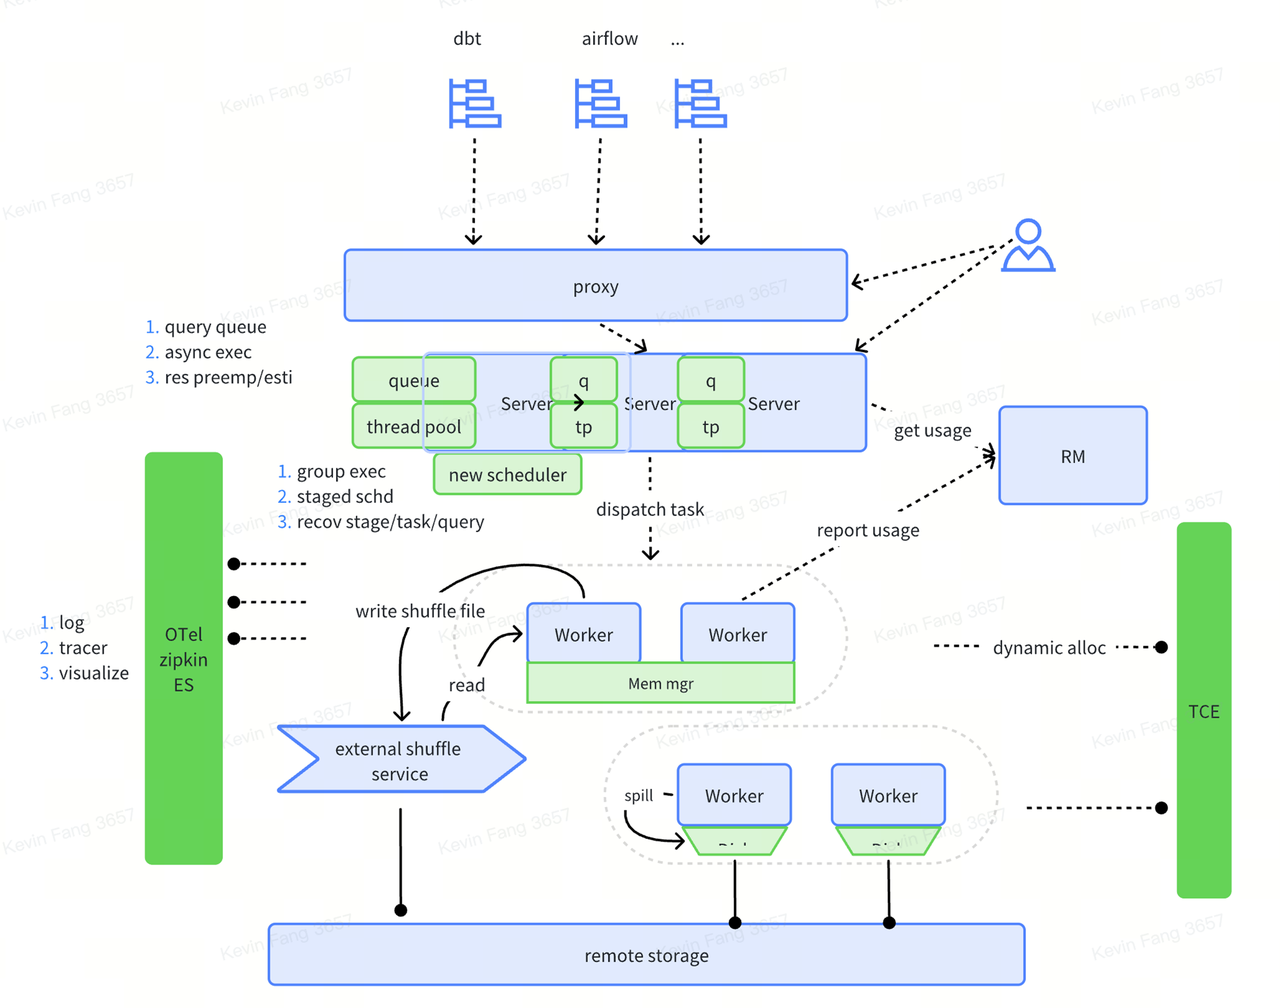 dbt
airflow
...
proxy
1. query queue
2. async exec
3. res preemp/esti
queue
thread pool
Server
q
tp
Server
q
tp
Server
new scheduler
get usage
RM
1. group exec
2. staged schd
3. recov stage/task/query
dispatch task
report usage
write shuffle file
read
Worker
Worker
Mem mgr
1. log
2. tracer
3. visualize
OTel
zipkin
ES
dynamic alloc
TCE
external shuffle
service
spill
Worker
Worker
remote storage
Kevin Fang 3657